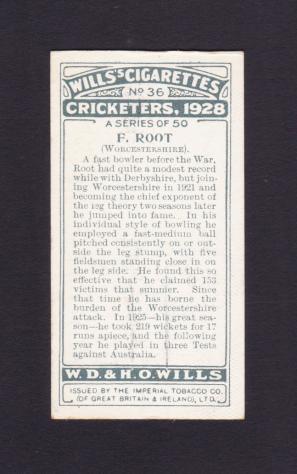 WILLS'S CIGARETTES
No 36
CRICKETERS, 1928
A SERIES OF 50
F. ROOT
(WORCESTERSHIRE).
A fast bowler before the War,
Root had quite a modest record
while with Derbyshire, but join-
ing Worcestershire in 1921 and
becoming the chief exponent of
the leg theory two seasons later
he jumped into fame. In his
individual style of bowling he
employed a fast-medium ball
pitched consistently on or out-
side the leg stump, with five
fieldsmen standing close in on
the leg side. He found this so
effective that he claimed 153
victims that summer. Since
that time he has borne the
burden of the Worcestershire
attack. In 1925—his great sea-
son—he took 219 wickets for 17
runs apiece, and the following
year he played in three Tests
against Australia.
W. D. & H. O. WILLS
ISSUED BY THE IMPERIAL TOBACCO CO.
(OF GREAT BRITAIN & IRELAND), LTD.